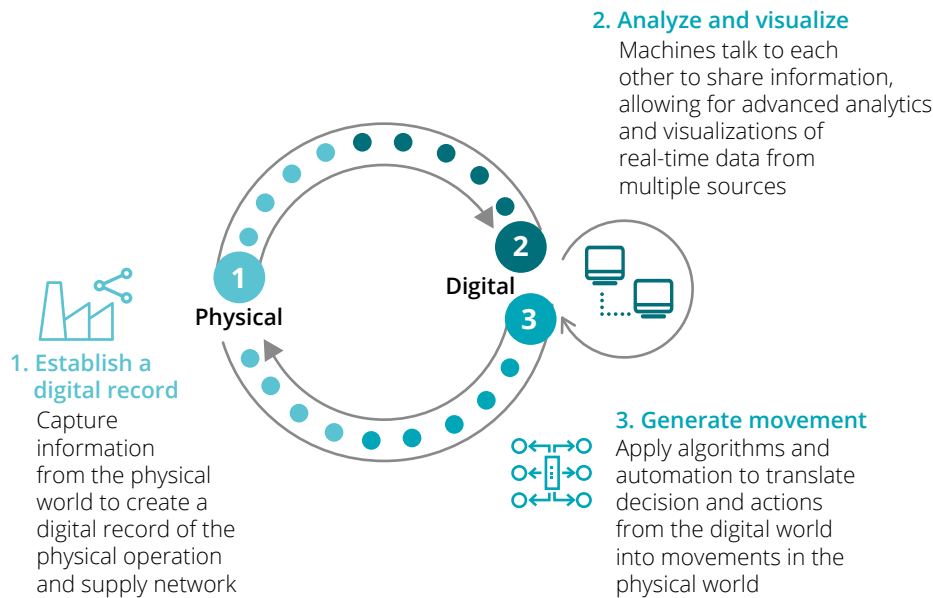 2. Analyze and visualize
Machines talk to each
other to share information,
allowing for advanced analytics
and visualizations of
real-time data from
multiple sources
1
Physical
2
Digital
3
1. Establish a
digital record
Capture
information
from the physical
world to create a
digital record of the
physical operation
and supply network
3. Generate movement
Apply algorithms and
automation to translate
decision and actions
from the digital world
into movements in the
physical world